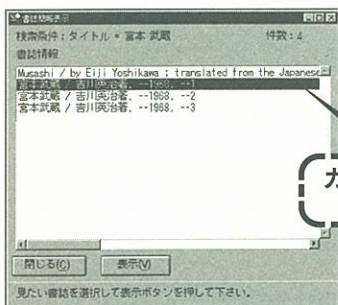 書誌簡略表示
検索条件：タイトル = 宮本 武蔵 件数：4
書誌情報
Musashi / by Eiji Yoshikawa ; translated from the Japanese
宮本武蔵 / 吉川英治著. --1968. --1
宮本武蔵 / 吉川英治著. --1968. --2
宮本武蔵 / 吉川英治著. --1968. --3
カ
閉じる(C) 表示(V)
見たい書誌を選択して表示ボタンを押して下さい。